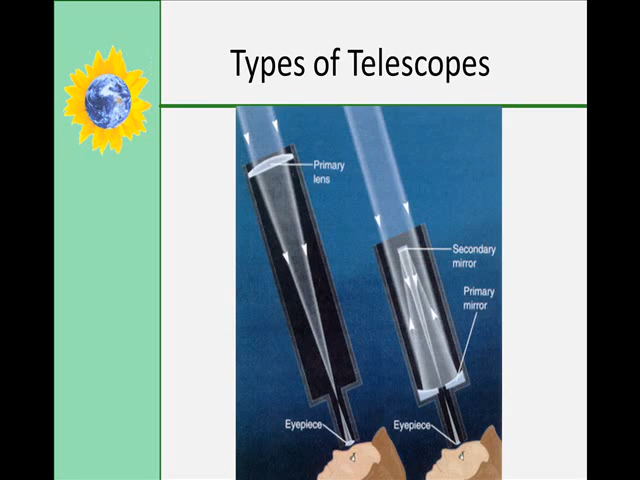 Types of Telescopes
Primary
lens
Secondary
mirror
Primary
mirror
Eyepiece
Eyepiece